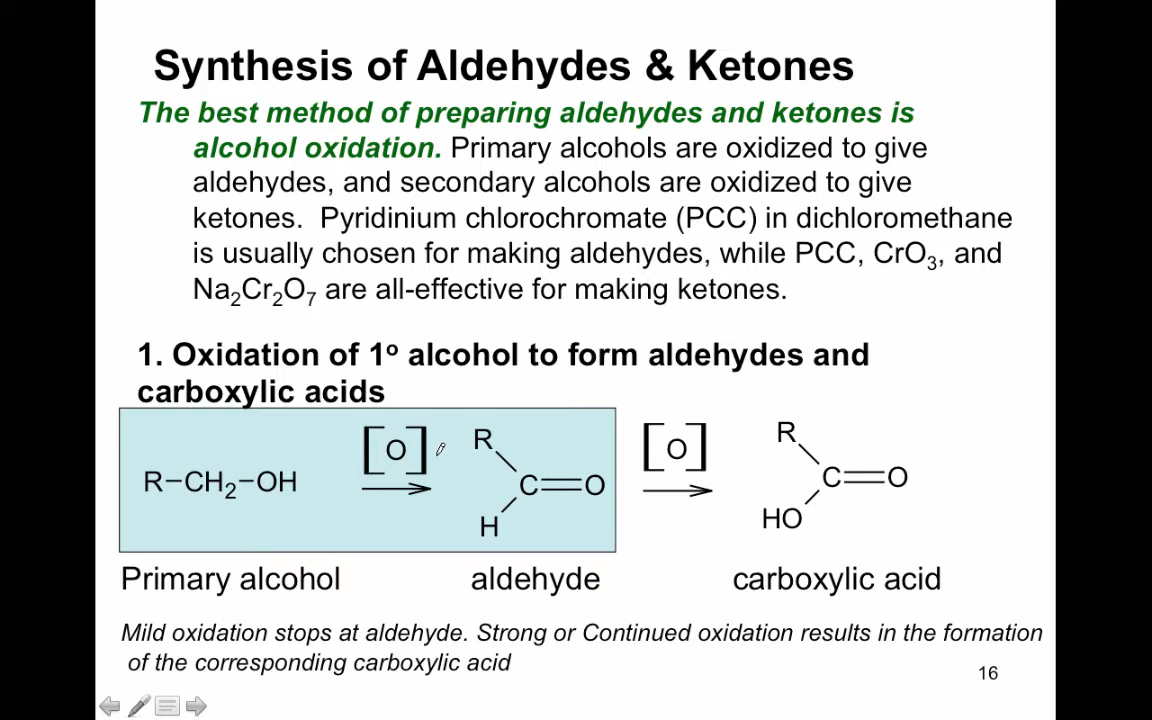 Synthesis of Aldehydes & Ketones
The best method of preparing aldehydes and ketones is
alcohol oxidation. Primary alcohols are oxidized to give
aldehydes, and secondary alcohols are oxidized to give
ketones. Pyridinium chlorochromate (PCC) in dichloromethane
is usually chosen for making aldehydes, while PCC, CrO₃, and
Na₂Cr₂O₇ are all-effective for making ketones.
1. Oxidation of 1º alcohol to form aldehydes and
carboxylic acids
R−CH₂−OH
[O]
R
C=O
H
[O]
R
C=O
HO
Primary alcohol
aldehyde
carboxylic acid
Mild oxidation stops at aldehyde. Strong or Continued oxidation results in the formation
of the corresponding carboxylic acid
16